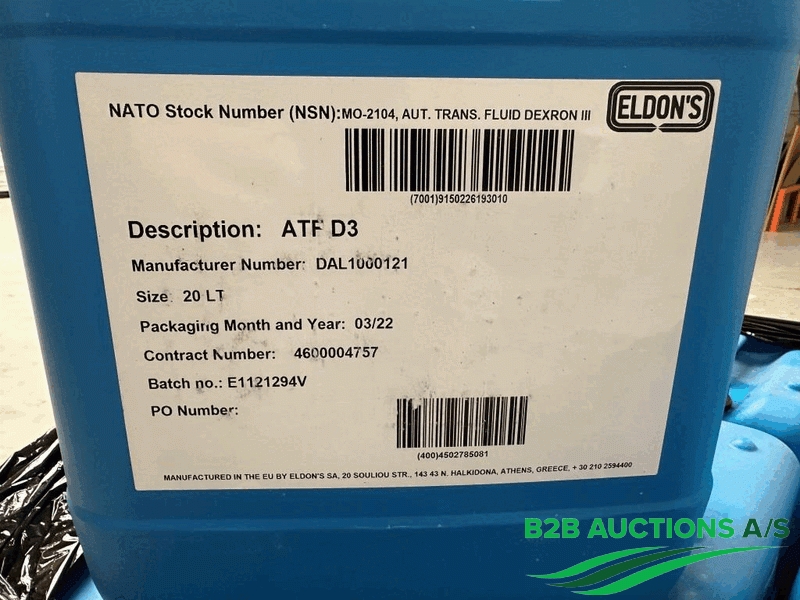 NATO Stock Number (NSN):MO-2104, AUT. TRANS. FLUID DEXRON III
ELDON'S
(7001)9150226193010
Description: ATF D3
Manufacturer Number: DAL1000121
Size: 20 LT
Packaging Month and Year: 03/22
Contract Number: 4600004757
Batch no.: E1121294V
PO Number:
(400)4502785081
MANUFACTURED IN THE EU BY ELDON'S SA, 20 SOULIOU STR., 143 43 N. HALKIDONA, ATHENS, GREECE, + 30 210 2594400
B2B AUCTIONS A/S